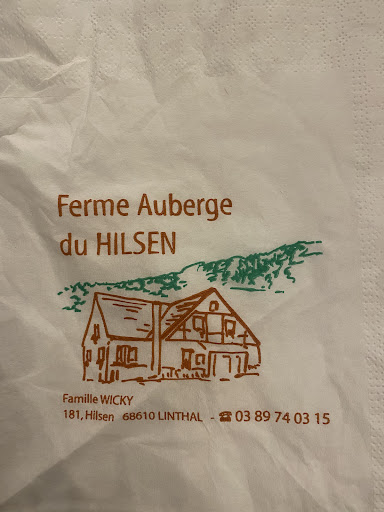 Ferme Auberge
du HILSEN
Famille WICKY
181, Hilsen 68610 LINTHAL - ☎ 03 89 74 03 15